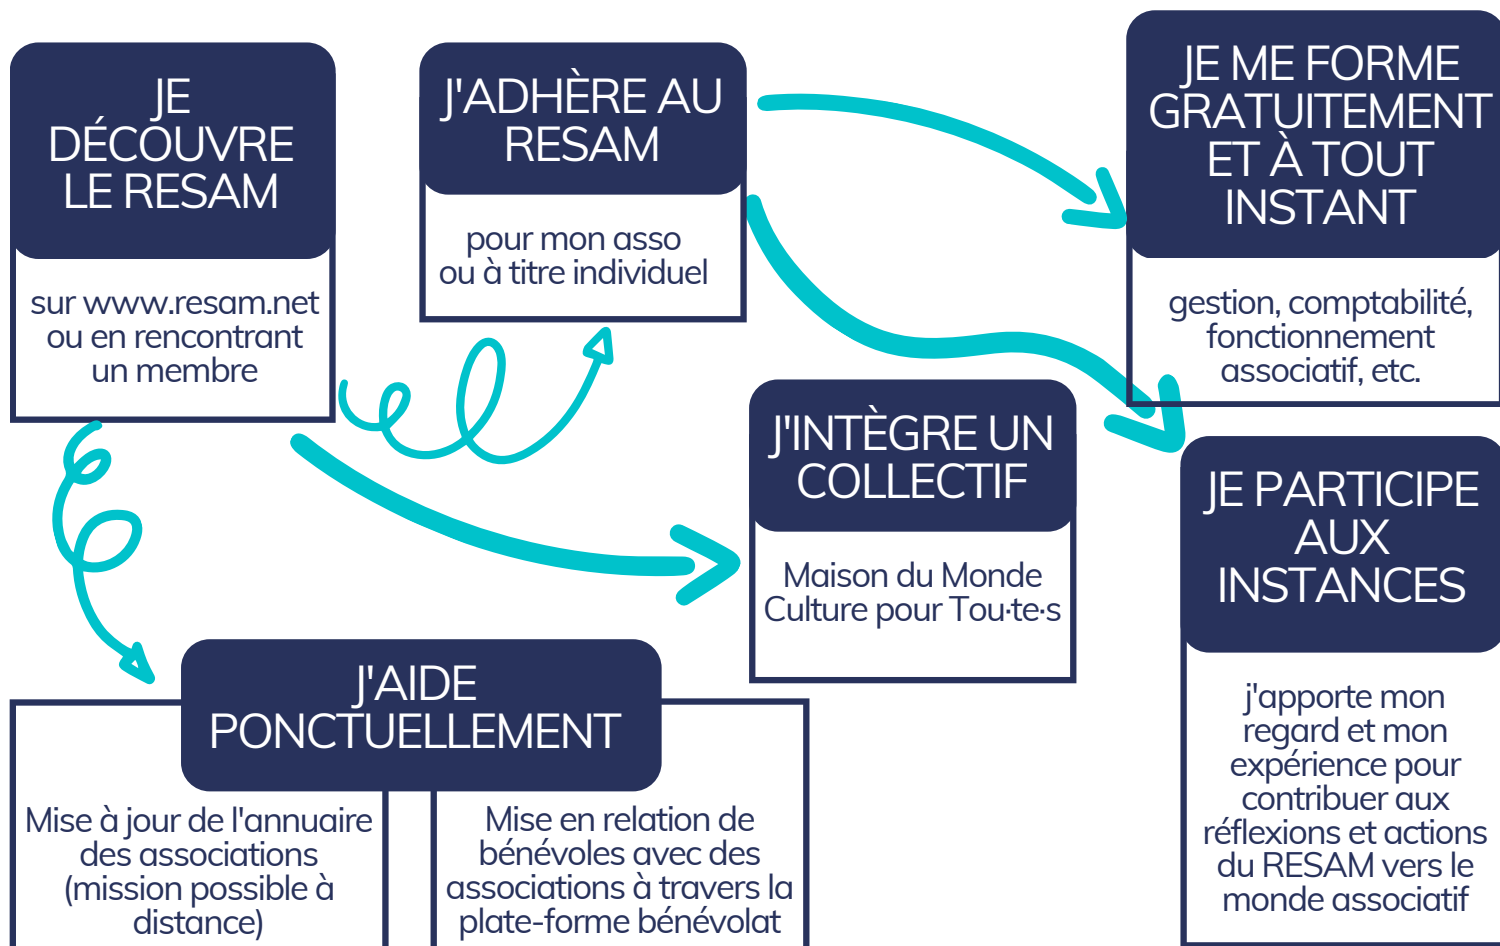 JE
DÉCOUVRE
LE RESAM
sur www.resam.net
ou en rencontrant
un membre
J'ADHÈRE AU
RESAM
pour mon asso
ou à titre individuel
JE ME FORME
GRATUITEMENT
ET À TOUT
INSTANT
gestion, comptabilité,
fonctionnement
associatif, etc.
J'INTÈGRE UN
COLLECTIF
Maison du Monde
Culture pour Tou·te·s
JE PARTICIPE
AUX
INSTANCES
j'apporte mon
regard et mon
expérience pour
contribuer aux
réflexions et actions
du RESAM vers le
monde associatif
J'AIDE
PONCTUELLEMENT
Mise à jour de l'annuaire
des associations
(mission possible à
distance)
Mise en relation de
bénévoles avec des
associations à travers la
plate-forme bénévolat